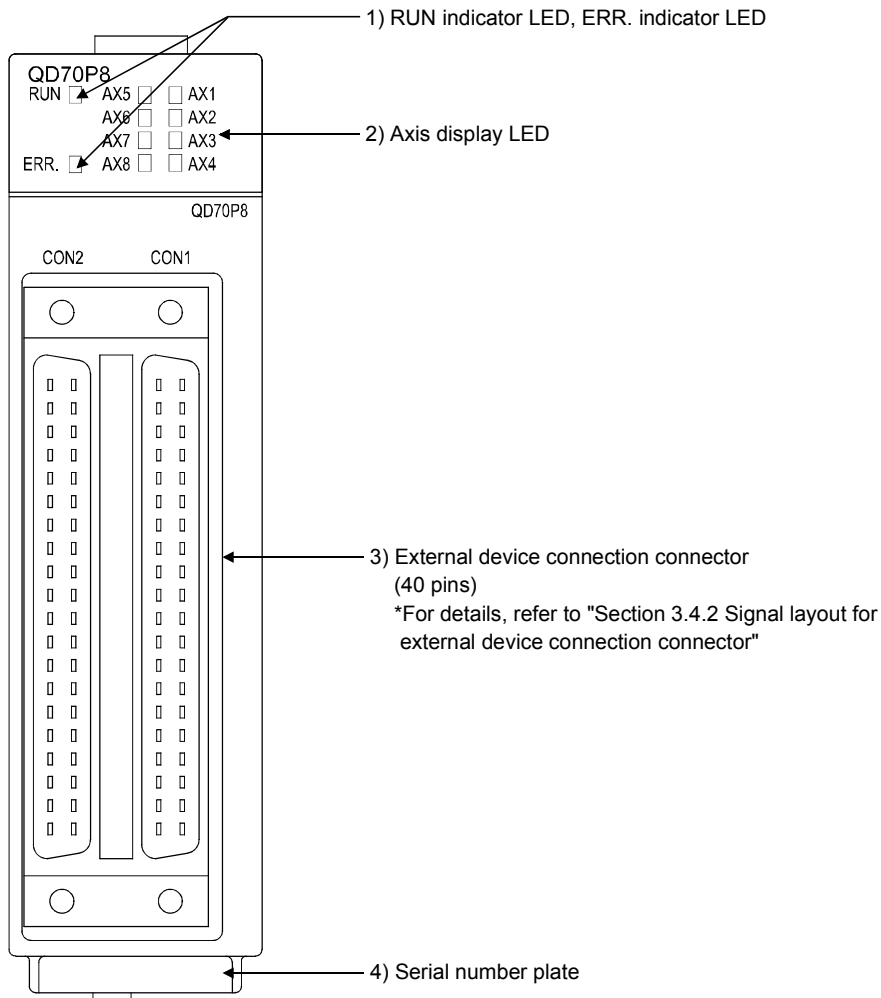 1) RUN indicator LED, ERR. indicator LED
QD70P8
RUN AX5 AX1
AX6 AX2
AX7 AX3
ERR. AX8 AX4
2) Axis display LED
QD70P8
CON2 CON1
3) External device connection connector
(40 pins)
*For details, refer to "Section 3.4.2 Signal layout for
external device connection connector"
4) Serial number plate